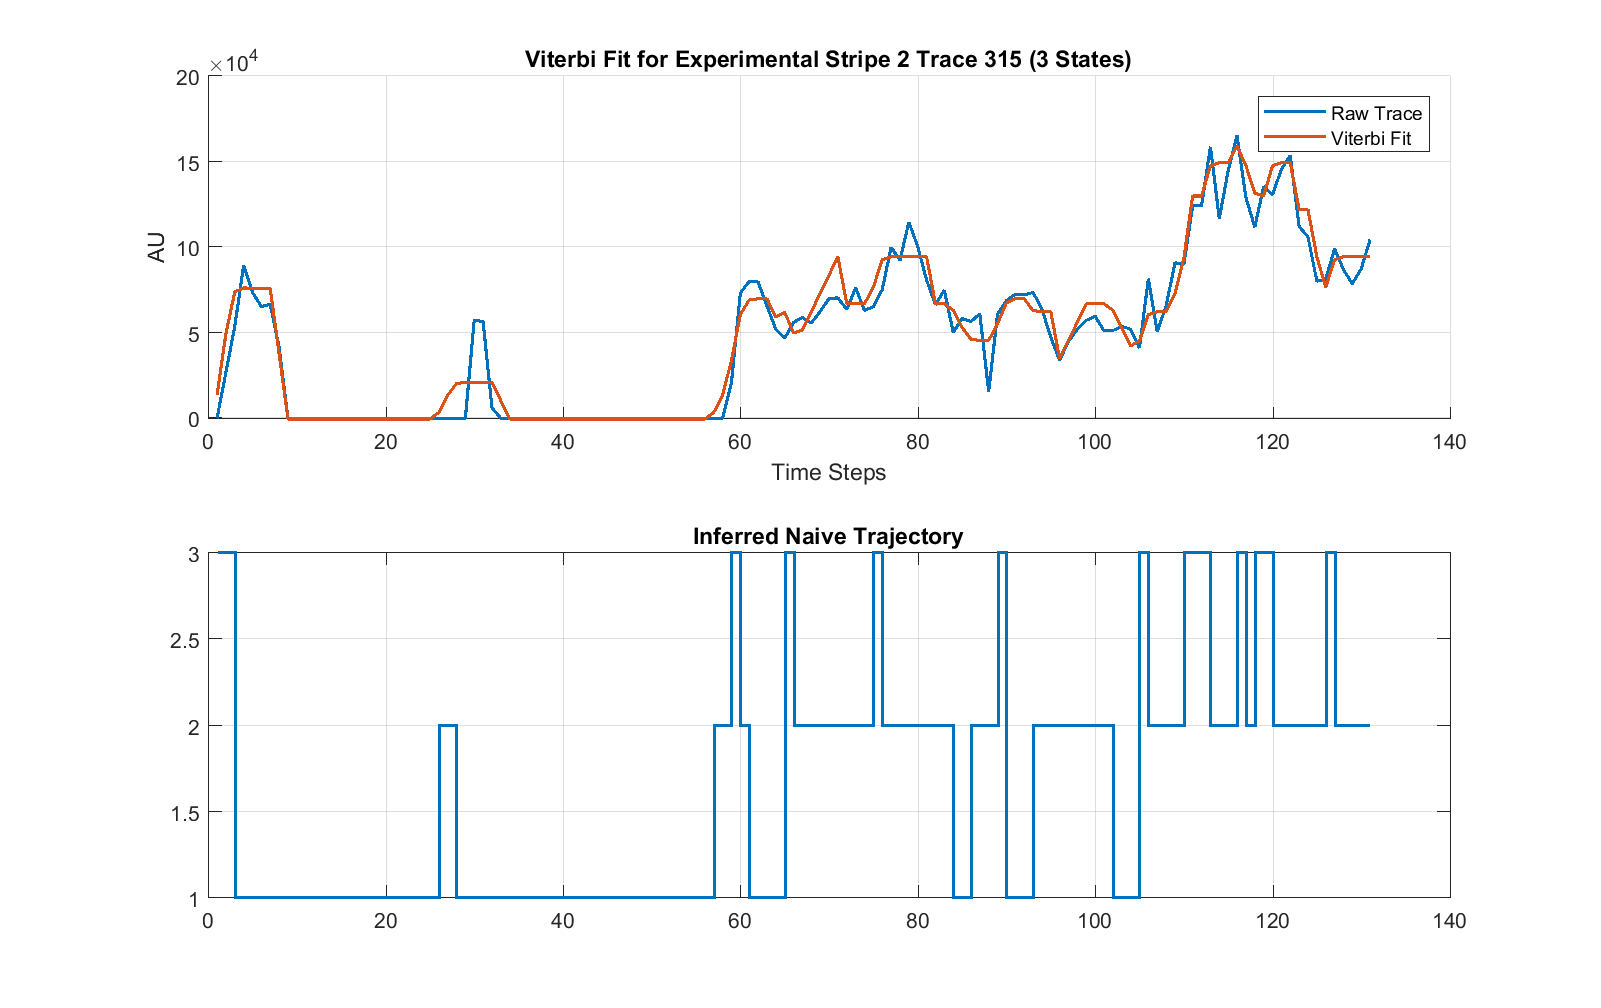 Viterbi Fit for Experimental Stripe 2 Trace 315 (3 States)
×10^4
20
15
10
5
0
AU
Raw Trace
Viterbi Fit
0 20 40 60 80 100 120 140
Time Steps
Inferred Naive Trajectory
3
2.5
2
1.5
1
0 20 40 60 80 100 120 140